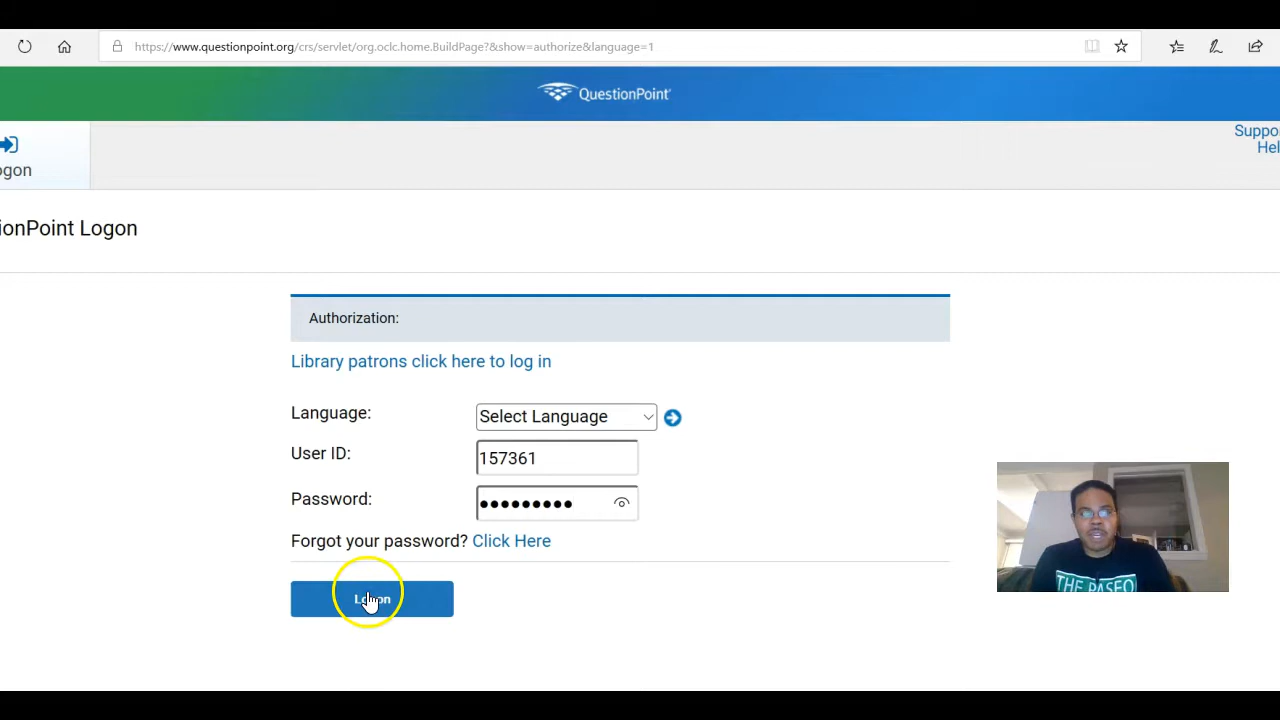 https://www.questionpoint.org/crs/servlet/org.oclc.home.BuildPage?&show=authorize&language=1
QuestionPoint
ogon
Suppo
Hel
ionPoint Logon
Authorization:
Library patrons click here to log in
Language:
Select Language
User ID:
157361
Password:
•••••••••
Forgot your password? Click Here
Logon
THE PASEO